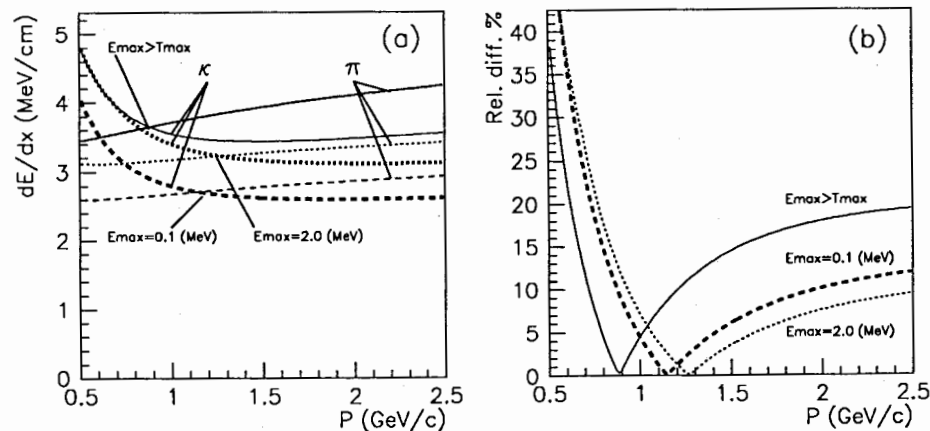 dE/dx (MeV/cm)
5
4
3
2
1
0
(a)
Emax>Tmax
κ
π
Emax=0.1 (MeV)
Emax=2.0 (MeV)
0.5
1
1.5
2
2.5
P (GeV/c)
Rel. diff. %
40
35
30
25
20
15
10
5
0
(b)
Emax>Tmax
Emax=0.1 (MeV)
Emax=2.0 (MeV)
0.5
1
1.5
2
2.5
P (GeV/c)